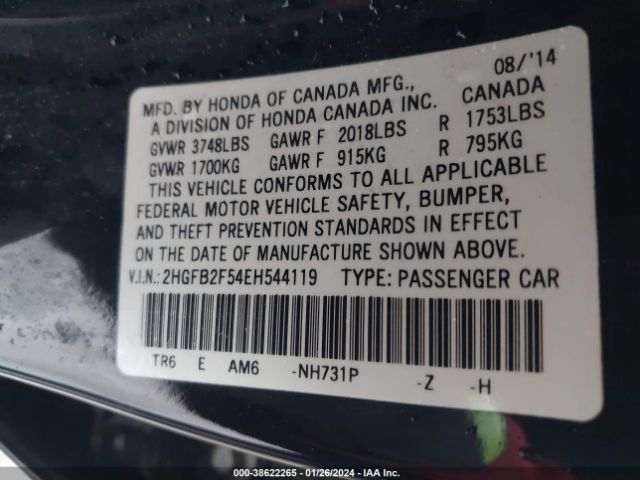 08/'14
MFD. BY HONDA OF CANADA MFG.,
A DIVISION OF HONDA CANADA INC. CANADA
GVWR 3748LBS GAWR F 2018LBS R 1753LBS
GVWR 1700KG GAWR F 915KG R 795KG
THIS VEHICLE CONFORMS TO ALL APPLICABLE
FEDERAL MOTOR VEHICLE SAFETY, BUMPER,
AND THEFT PREVENTION STANDARDS IN EFFECT
ON THE DATE OF MANUFACTURE SHOWN ABOVE.
V.I.N.:2HGFB2F54EH544119 TYPE: PASSENGER CAR
TR6 E AM6 -NH731P -Z -H
000-38622265 - 01/26/2024 - IAA Inc.